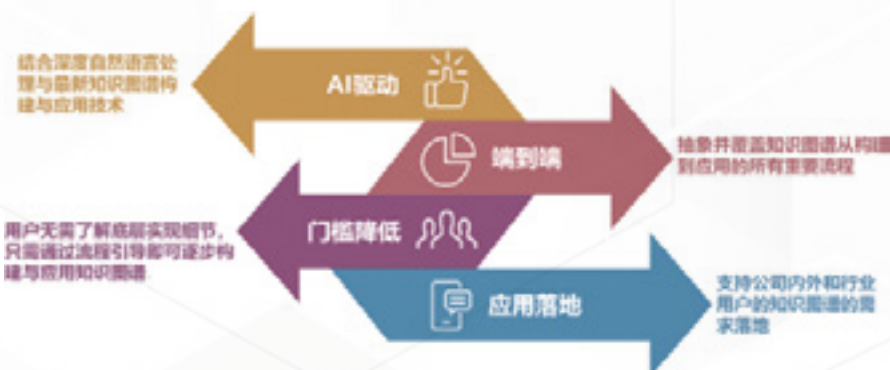 结合深度自然语言处
理与最新知识图谱构
建与应用技术
AI驱动
端到端
抽象并覆盖知识图谱从构建
到应用的所有重要流程
用户无需了解底层实现细节，
只需通过流程引导即可逐步构
建与应用知识图谱
门槛降低
应用落地
支持公司内外和行业
用户的知识图谱的需
求落地